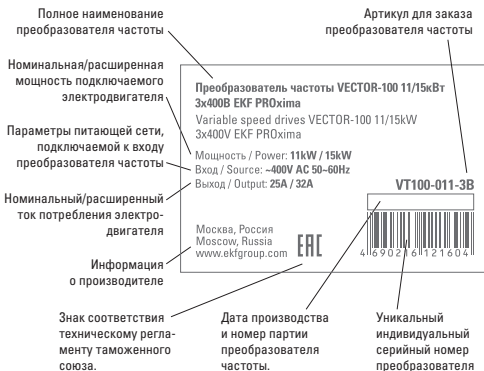 Полное наименование
преобразователя частоты
Артикул для заказа
преобразователя частоты
Номинальная/расширенная
мощность подключаемого
электродвигателя
Параметры питающей сети,
подключаемой к входу
преобразователя частоты
Номинальный/расширенный
ток потребления электро-
двигателя
Информация
о производителе
Преобразователь частоты VECTOR-100 11/15кВт
3х400В EKF PROxima
Variable speed drives VECTOR-100 11/15kW
3x400V EKF PROxima
Мощность / Power: 11kW / 15kW
Вход / Source: ~400V AC 50~60Hz
Выход / Output: 25A / 32A
VT100-011-3B
Москва, Россия
Moscow, Russia
www.ekfgroup.com
EAC
4 690216 121604
Знак соответствия
техническому регла-
менту таможенного
союза.
Дата производства
и номер партии
преобразователя
частоты.
Уникальный
индивидуальный
серийный номер
преобразователя